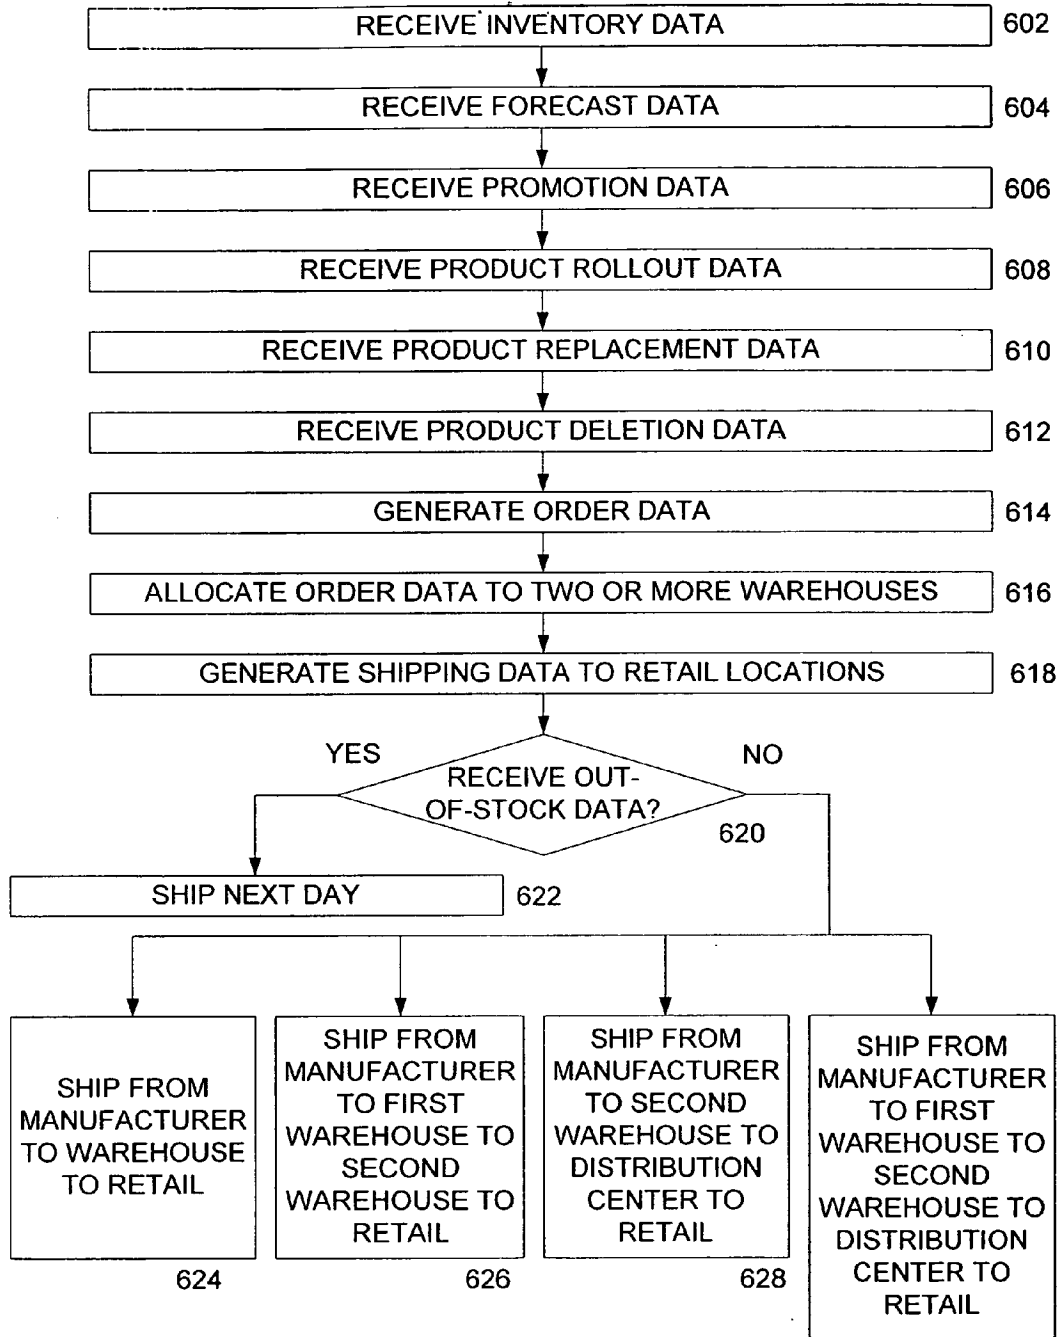 RECEIVE INVENTORY DATA 602
RECEIVE FORECAST DATA 604
RECEIVE PROMOTION DATA 606
RECEIVE PRODUCT ROLLOUT DATA 608
RECEIVE PRODUCT REPLACEMENT DATA 610
RECEIVE PRODUCT DELETION DATA 612
GENERATE ORDER DATA 614
ALLOCATE ORDER DATA TO TWO OR MORE WAREHOUSES 616
GENERATE SHIPPING DATA TO RETAIL LOCATIONS 618
YES
NO
RECEIVE OUT-
OF-STOCK DATA?
620
SHIP NEXT DAY 622
SHIP FROM
MANUFACTURER
TO WAREHOUSE
TO RETAIL
624
SHIP FROM
MANUFACTURER
TO FIRST
WAREHOUSE TO
SECOND
WAREHOUSE TO
RETAIL
626
SHIP FROM
MANUFACTURER
TO SECOND
WAREHOUSE TO
DISTRIBUTION
CENTER TO
RETAIL
628
SHIP FROM
MANUFACTURER
TO FIRST
WAREHOUSE TO
SECOND
WAREHOUSE TO
DISTRIBUTION
CENTER TO
RETAIL